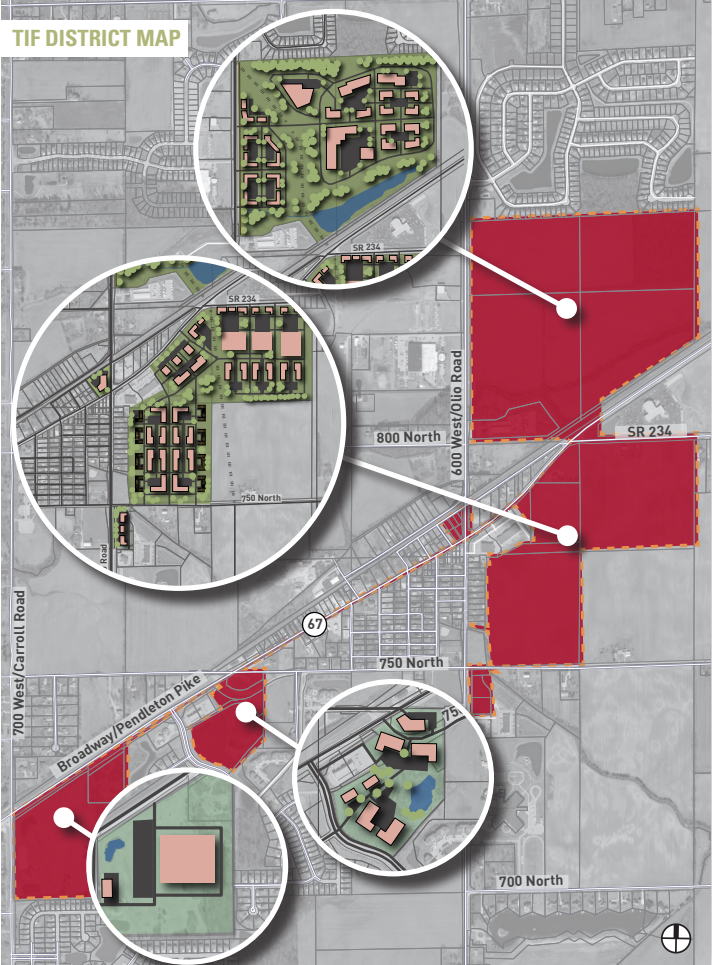 TIF DISTRICT MAP
SR 234
SR 234
750 North
Road
600 West/Olio Road
800 North
SR 234
700 West/Carroll Road
67
750 North
Broadway/Pendleton Pike
75
700 North